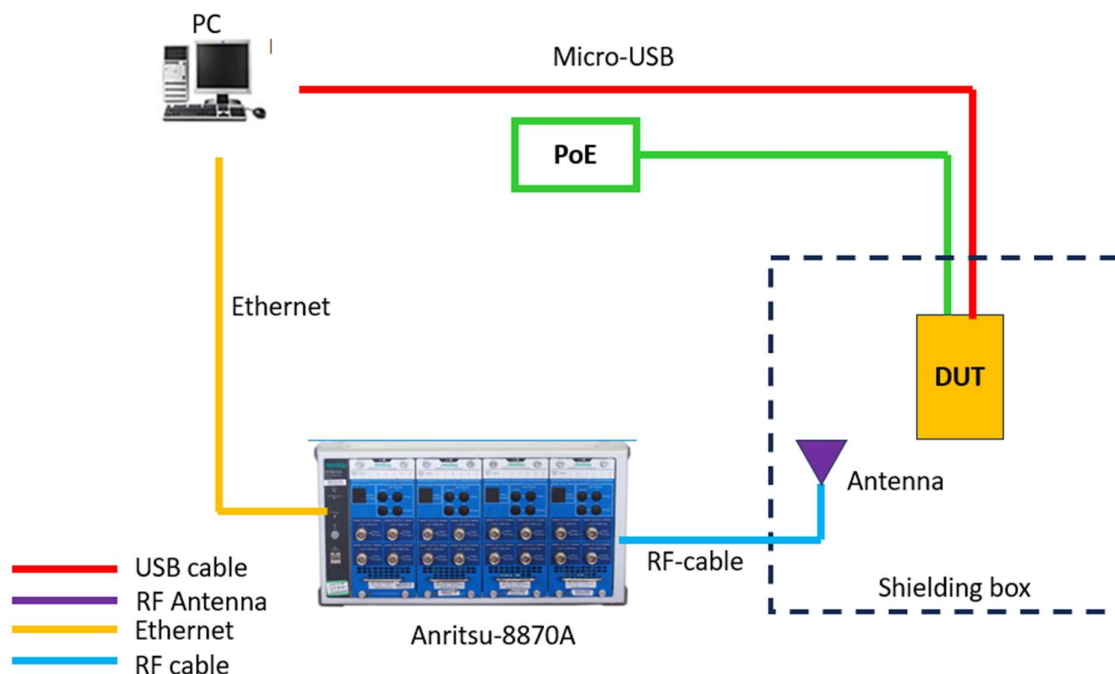 PC
Micro-USB
PoE
Ethernet
DUT
Antenna
RF-cable
Shielding box
Anritsu-8870A
USB cable
RF Antenna
Ethernet
RF cable